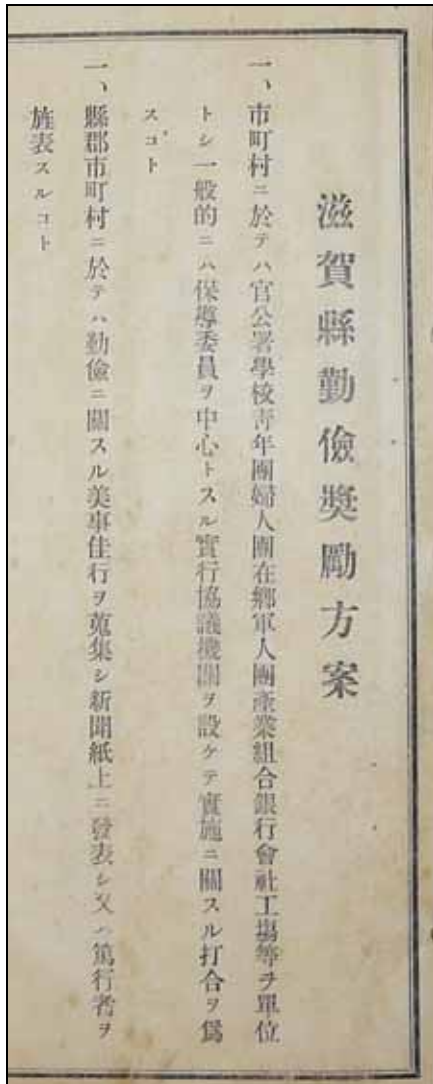 滋賀縣勤儉奬勵方案
一、市町村ニ於テハ官公署學校靑年團婦人團在鄕軍人團產業組合銀行會社工場等ヲ單位
トシ一般的ニハ保導委員ヲ中心トスル實行協議機關ヲ設ケテ實施ニ關スル打合ヲ爲
スコト
一、縣郡市町村ニ於テハ勤儉ニ關スル美事佳行ヲ蒐集シ新聞紙上ニ發表シ又ハ篤行者ヲ
旌表スルコト